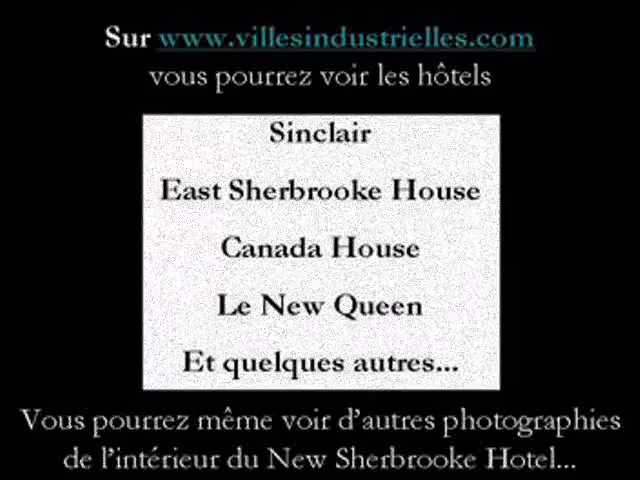 Sur www.villesindustrielles.com
vous pourrez voir les hôtels
Sinclair
East Sherbrooke House
Canada House
Le New Queen
Et quelques autres...
Vous pourrez même voir d'autres photographies
de l'intérieur du New Sherbrooke Hotel...